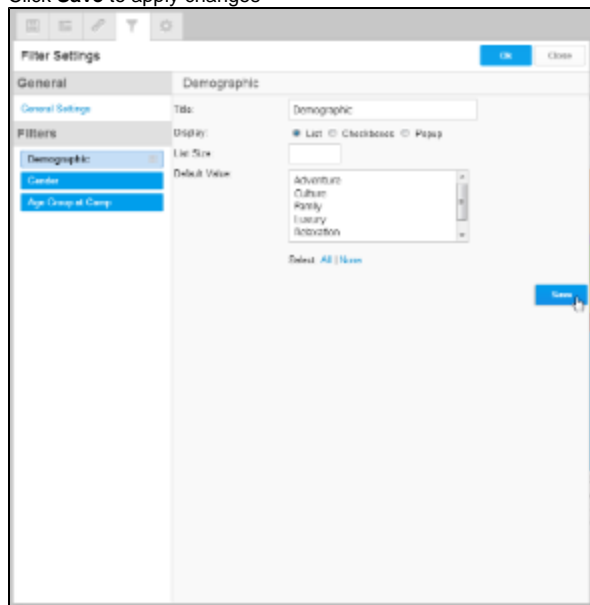 Click Save to apply changes
Filter Settings
Ok
Close
General
Demographic
General Settings
Title:
Demographic
Filters
Display:
List
Checkboxes
Popup
Demographic
List Size:
Gender
Default Value:
Adventure
Culture
Family
Luxury
Relaxation
Age Group at Camp
Select: All | None
Save